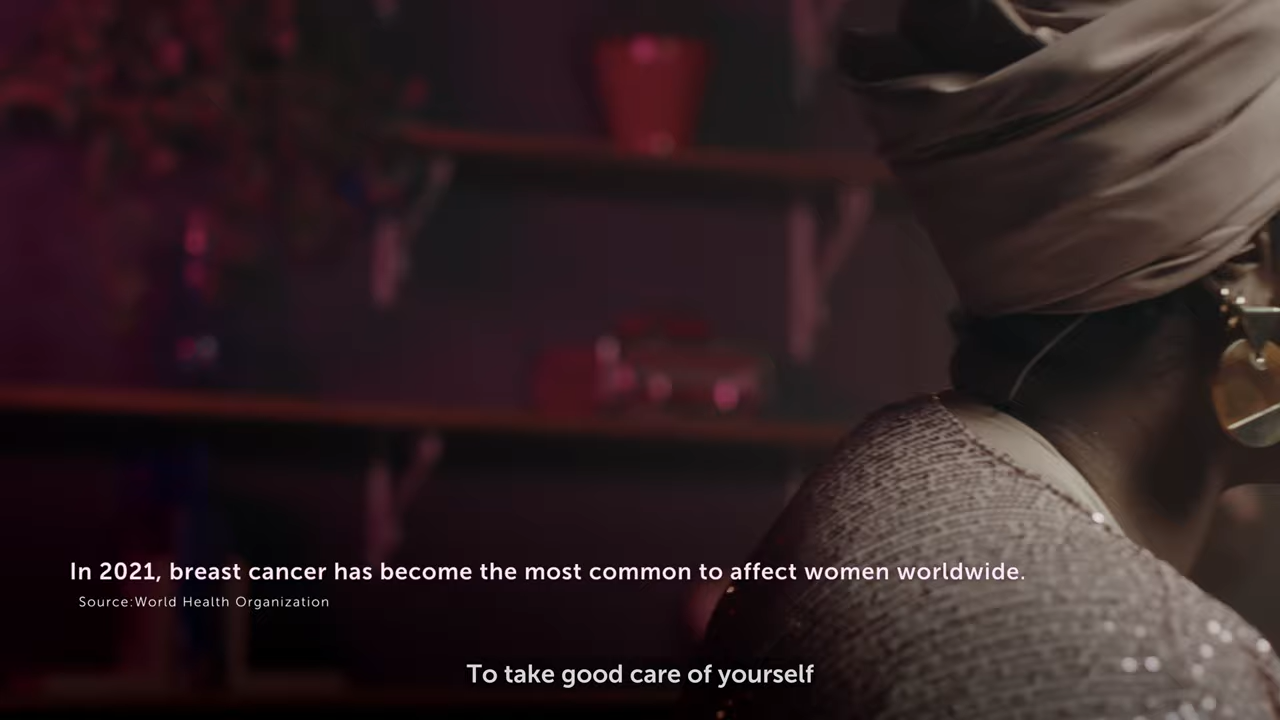 In 2021, breast cancer has become the most common to affect women worldwide.
Source:World Health Organization
To take good care of yourself